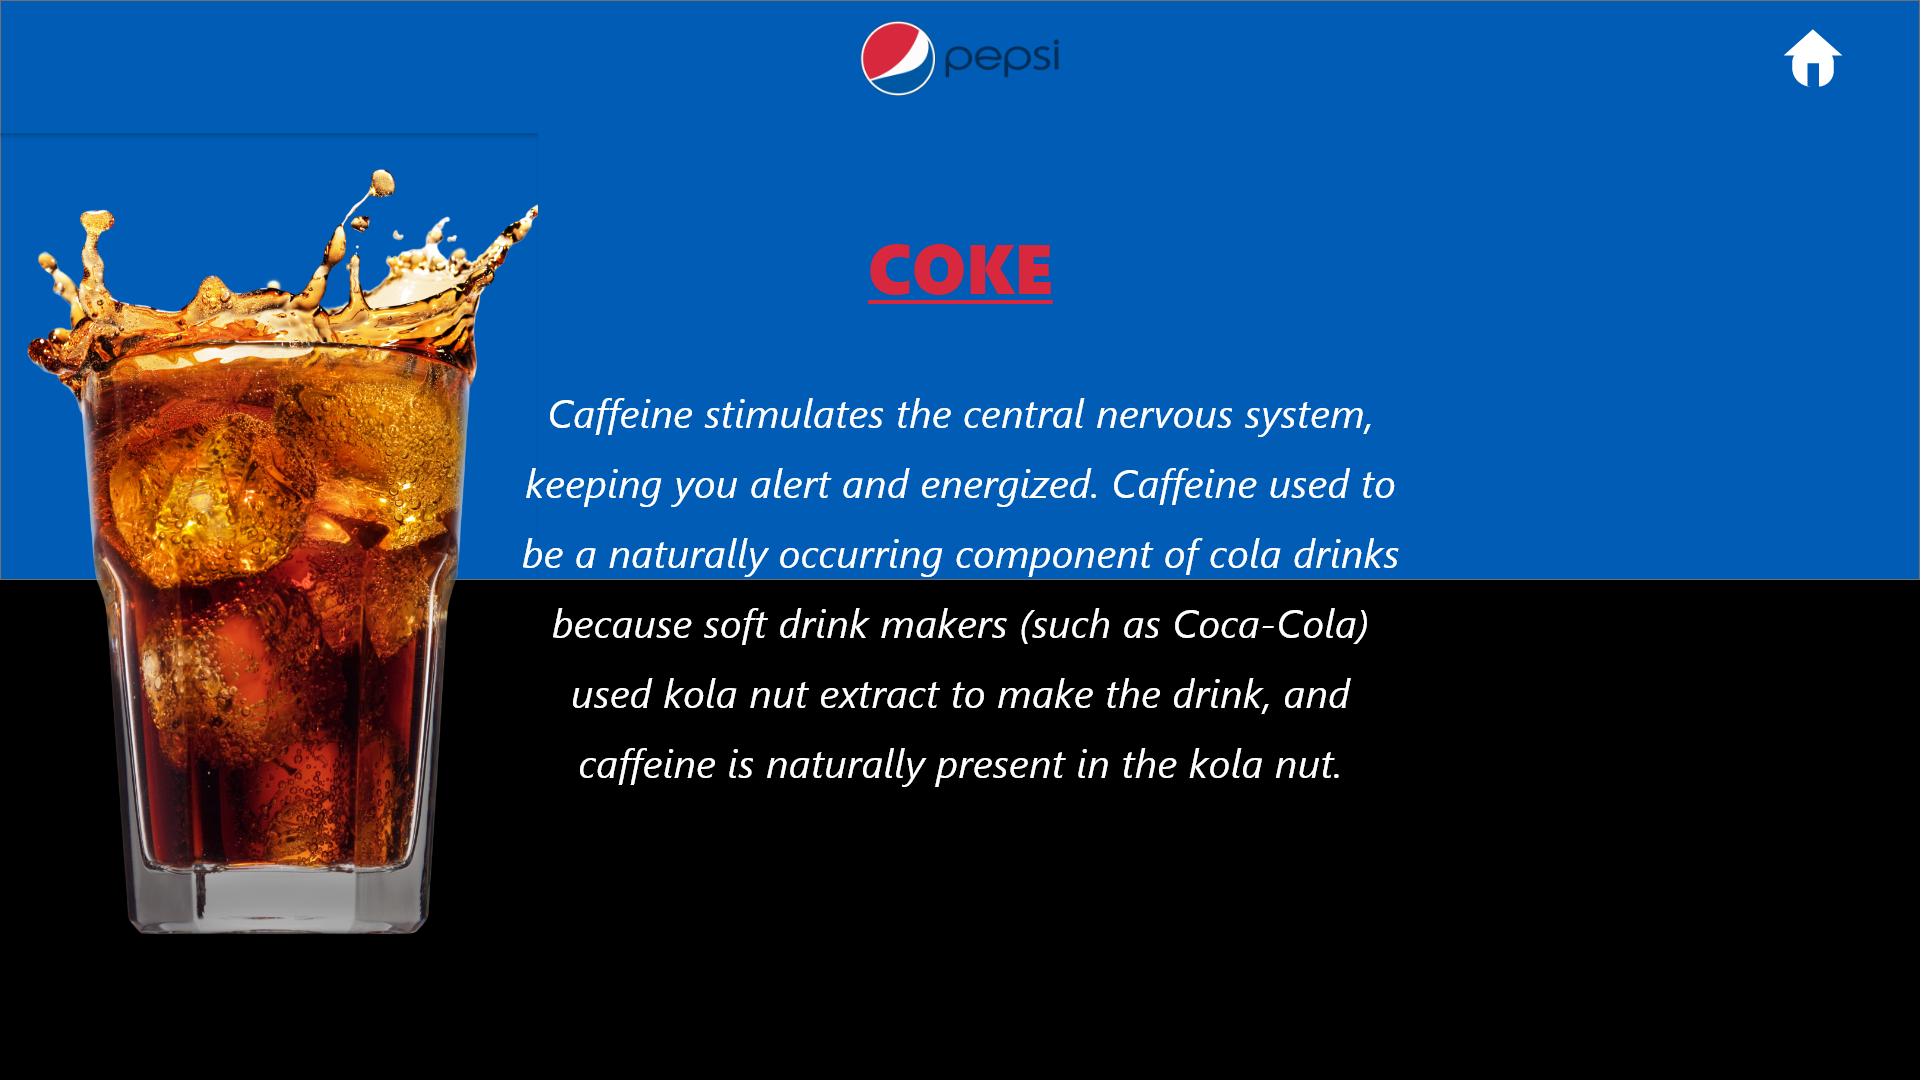 pepsi
COKE
Caffeine stimulates the central nervous system,
keeping you alert and energized. Caffeine used to
be a naturally occurring component of cola drinks
because soft drink makers (such as Coca-Cola)
used kola nut extract to make the drink, and
caffeine is naturally present in the kola nut.